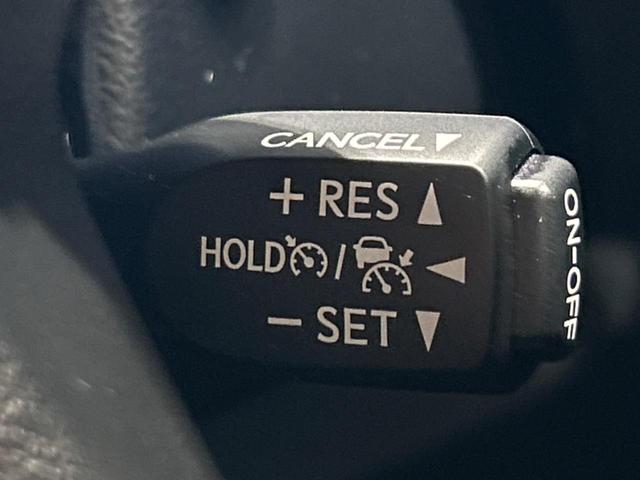 CANCEL
+ RES
HOLD /
- SET
ON-OFF